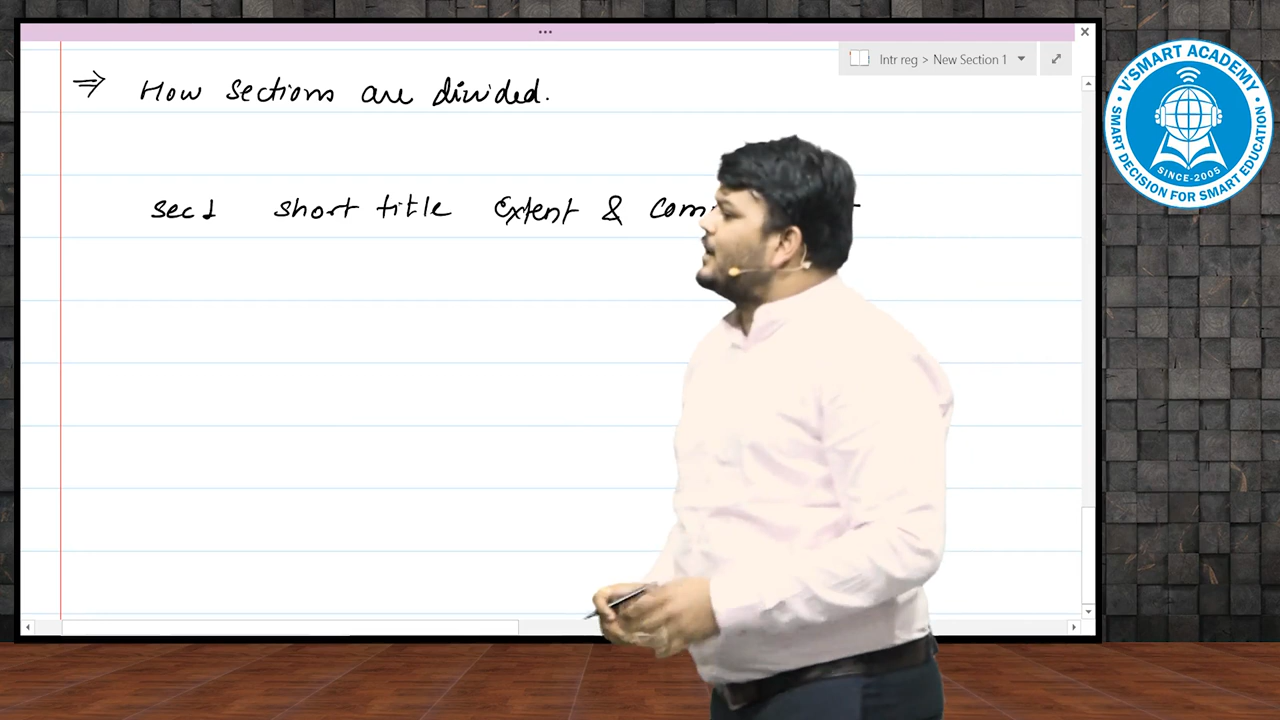 Intr reg > New Section 1
⇒ How sections are divided.
sec 1 short title Extent & com
V'SMART ACADEMY
SMART DECISION FOR SMART EDUCATION
SINCE-2005